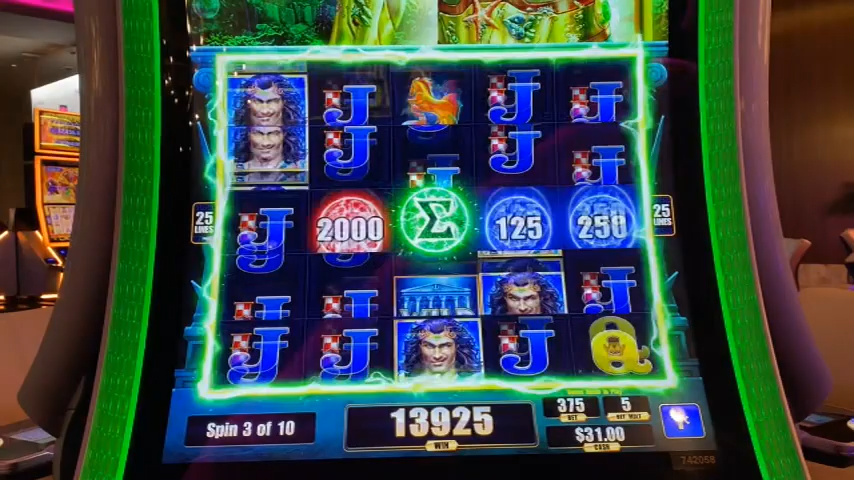 J J J
J J
J J
J
25 LINES J 2000 Σ 125 250 25 LINES
J J J
J J J Q
Spin 3 of 10 13925 WIN 375 BET 5 BET MULT
$31.00 CASH
742058